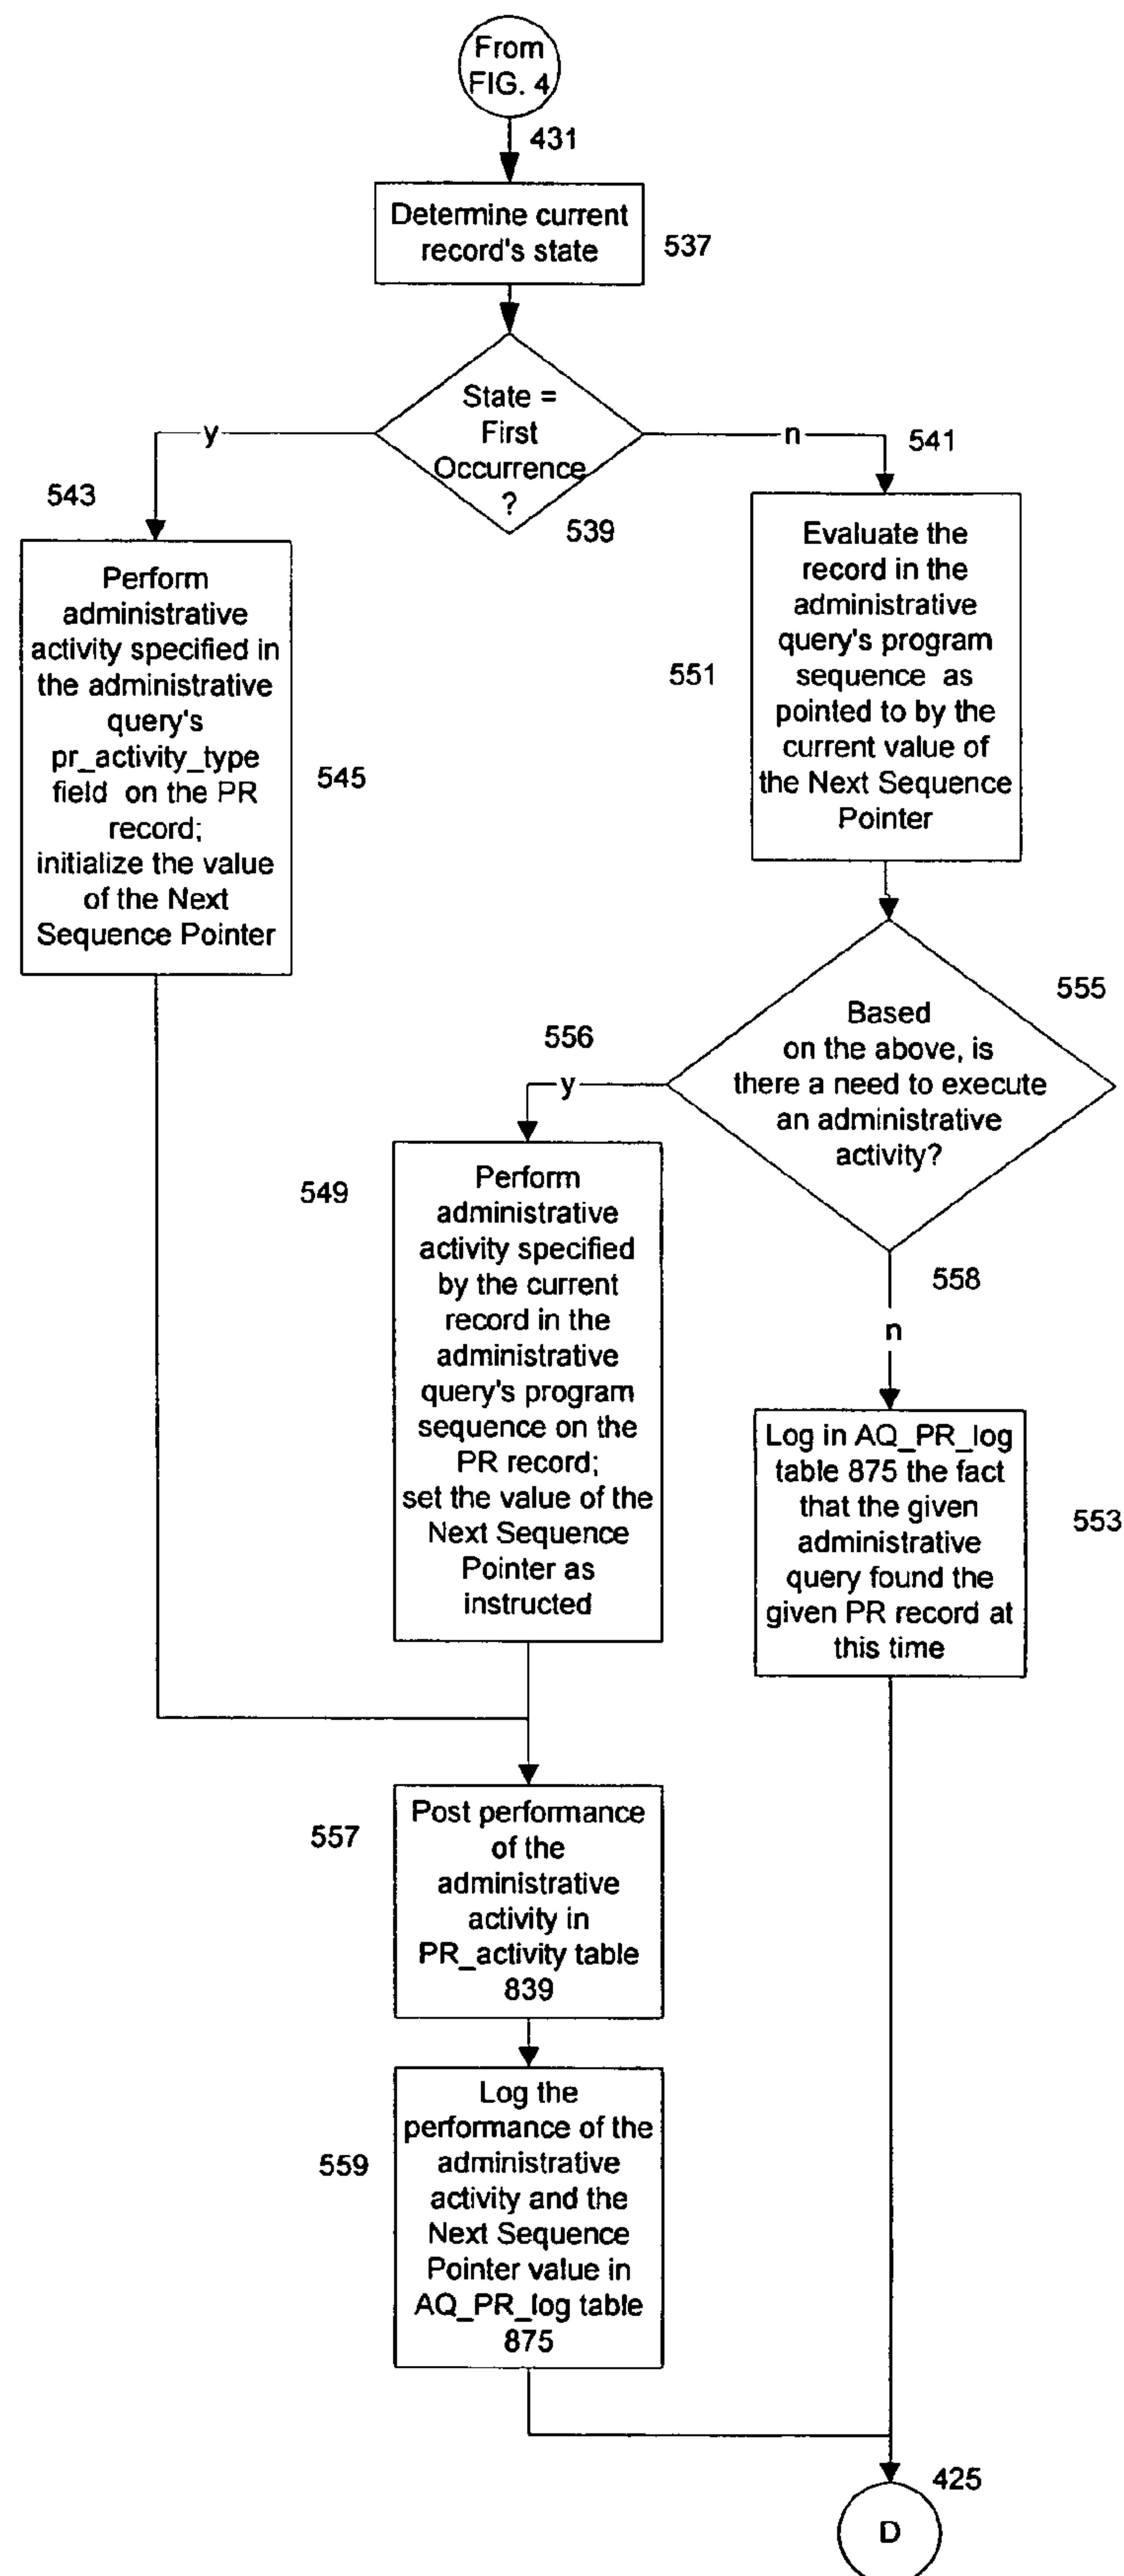 From
FIG. 4
431
Determine current
record's state
537
State =
First
Occurrence
?
539
y
n
541
543
Perform
administrative
activity specified in
the administrative
query's
pr_activity_type
field on the PR
record;
initialize the value
of the Next
Sequence Pointer
545
Evaluate the
record in the
administrative
query's program
sequence as
pointed to by the
current value of
the Next Sequence
Pointer
551
Based
on the above, is
there a need to execute
an administrative
activity?
555
556
y
558
n
549
Perform
administrative
activity specified
by the current
record in the
administrative
query's program
sequence on the
PR record;
set the value of the
Next Sequence
Pointer as
instructed
Log in AQ_PR_log
table 875 the fact
that the given
administrative
query found the
given PR record at
this time
553
557
Post performance
of the
administrative
activity in
PR_activity table
839
559
Log the
performance of the
administrative
activity and the
Next Sequence
Pointer value in
AQ_PR_log table
875
425
D